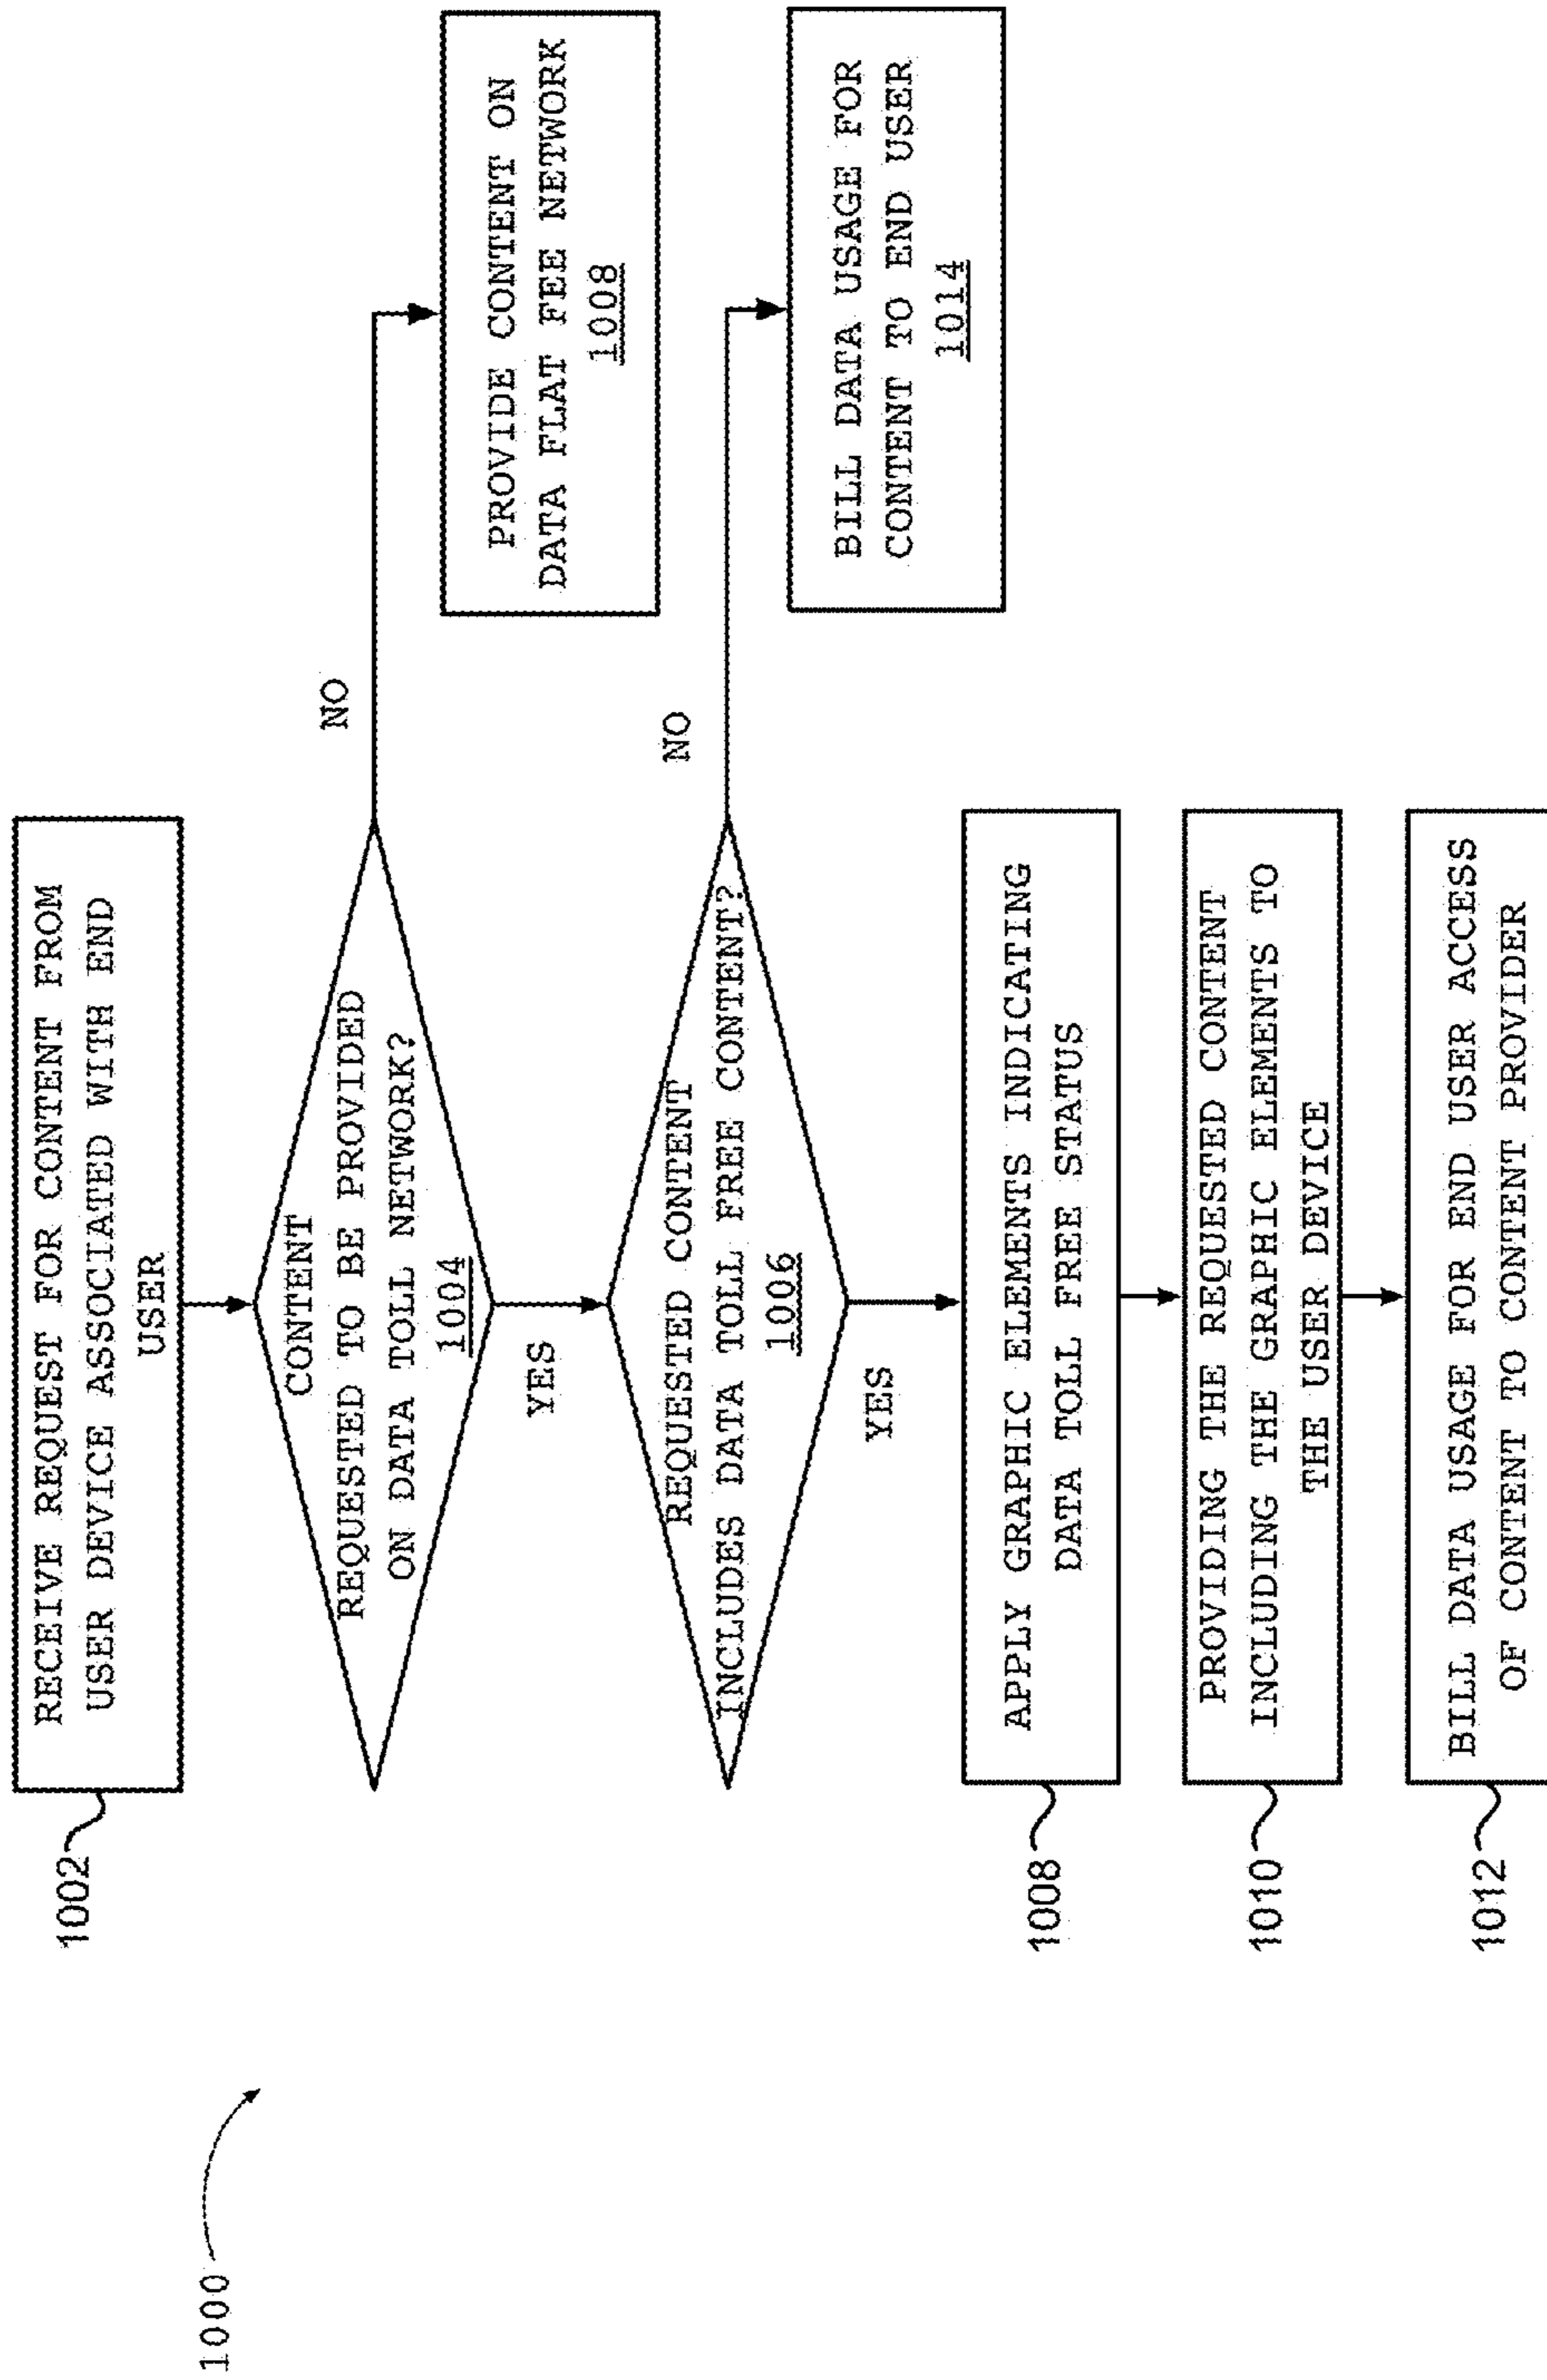 1000
1002
RECEIVE REQUEST FOR CONTENT FROM
USER DEVICE ASSOCIATED WITH END
USER
CONTENT
REQUESTED TO BE PROVIDED
ON DATA TOLL NETWORK?
1004
NO
PROVIDE CONTENT ON
DATA FLAT FEE NETWORK
1008
YES
REQUESTED CONTENT
INCLUDES DATA TOLL FREE CONTENT?
1006
NO
BILL DATA USAGE FOR
CONTENT TO END USER
1014
YES
1008
APPLY GRAPHIC ELEMENTS INDICATING
DATA TOLL FREE STATUS
1010
PROVIDING THE REQUESTED CONTENT
INCLUDING THE GRAPHIC ELEMENTS TO
THE USER DEVICE
1012
BILL DATA USAGE FOR END USER ACCESS
OF CONTENT TO CONTENT PROVIDER